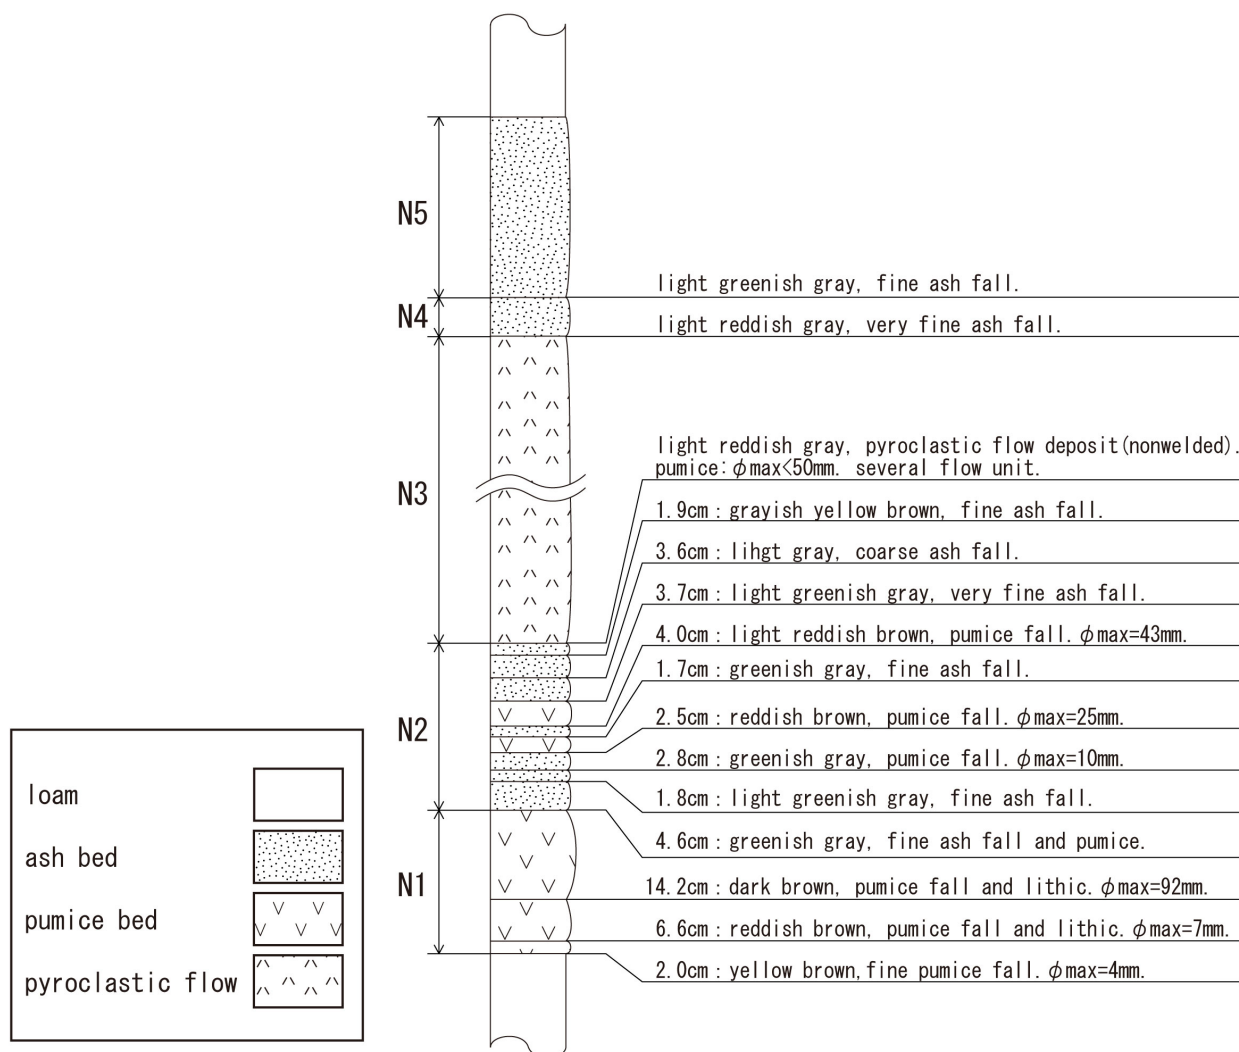 N5
light greenish gray, fine ash fall.
N4
light reddish gray, very fine ash fall.
N3
light reddish gray, pyroclastic flow deposit(nonwelded).
pumice: φmax<50mm. several flow unit.
1.9cm : grayish yellow brown, fine ash fall.
3.6cm : lihgt gray, coarse ash fall.
3.7cm : light greenish gray, very fine ash fall.
4.0cm : light reddish brown, pumice fall. φmax=43mm.
1.7cm : greenish gray, fine ash fall.
N2
2.5cm : reddish brown, pumice fall. φmax=25mm.
2.8cm : greenish gray, pumice fall. φmax=10mm.
1.8cm : light greenish gray, fine ash fall.
4.6cm : greenish gray, fine ash fall and pumice.
N1
14.2cm : dark brown, pumice fall and lithic. φmax=92mm.
6.6cm : reddish brown, pumice fall and lithic. φmax=7mm.
2.0cm : yellow brown,fine pumice fall. φmax=4mm.
loam
ash bed
pumice bed
pyroclastic flow